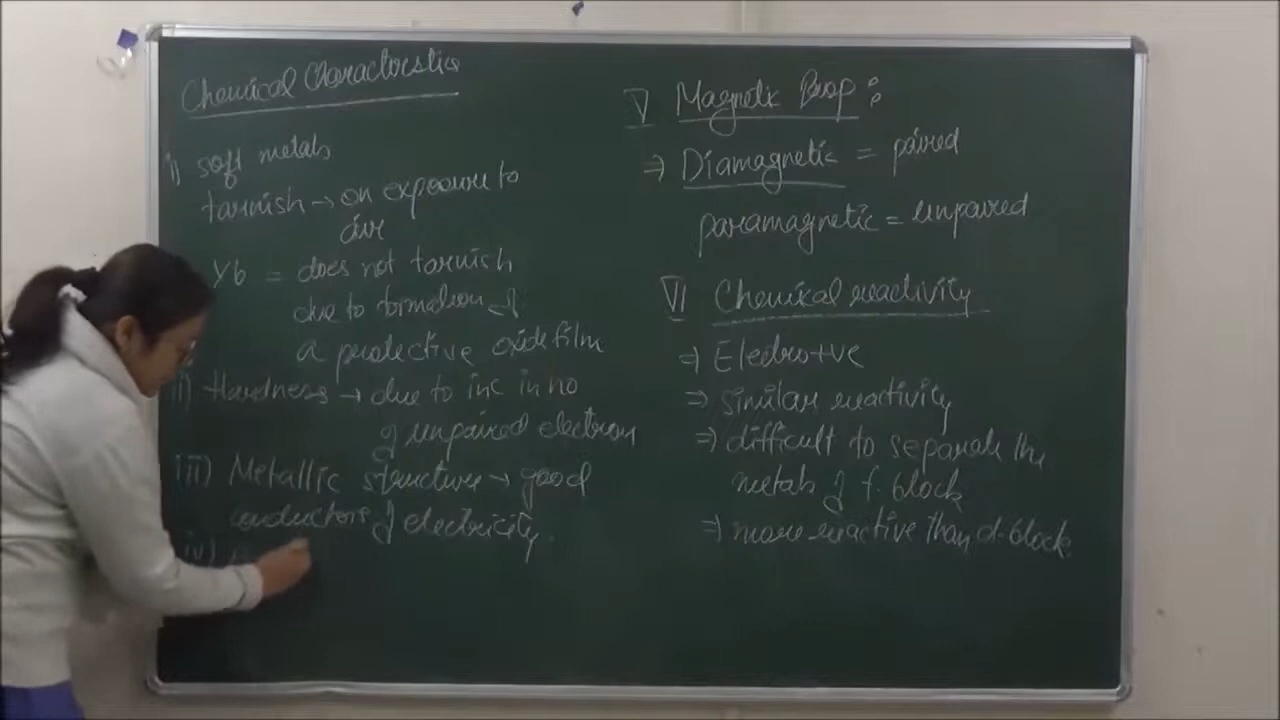 Chemical Characterstics
i) soft metals
tarnish → on exposure to
air
Yb = does not tarnish
due to formation of
a protective oxide film
ii) Hardness → due to inc in no
of unpaired electrons
iii) Metallic structure → good
conductors of electricity.
iv)
V Magnetic Prop :
⇒ Diamagnetic = paired
paramagnetic = unpaired
VI Chemical reactivity
⇒ Electro+ve
⇒ similar reactivity
⇒ difficult to separate the
metals of f-block
⇒ more reactive than d-block